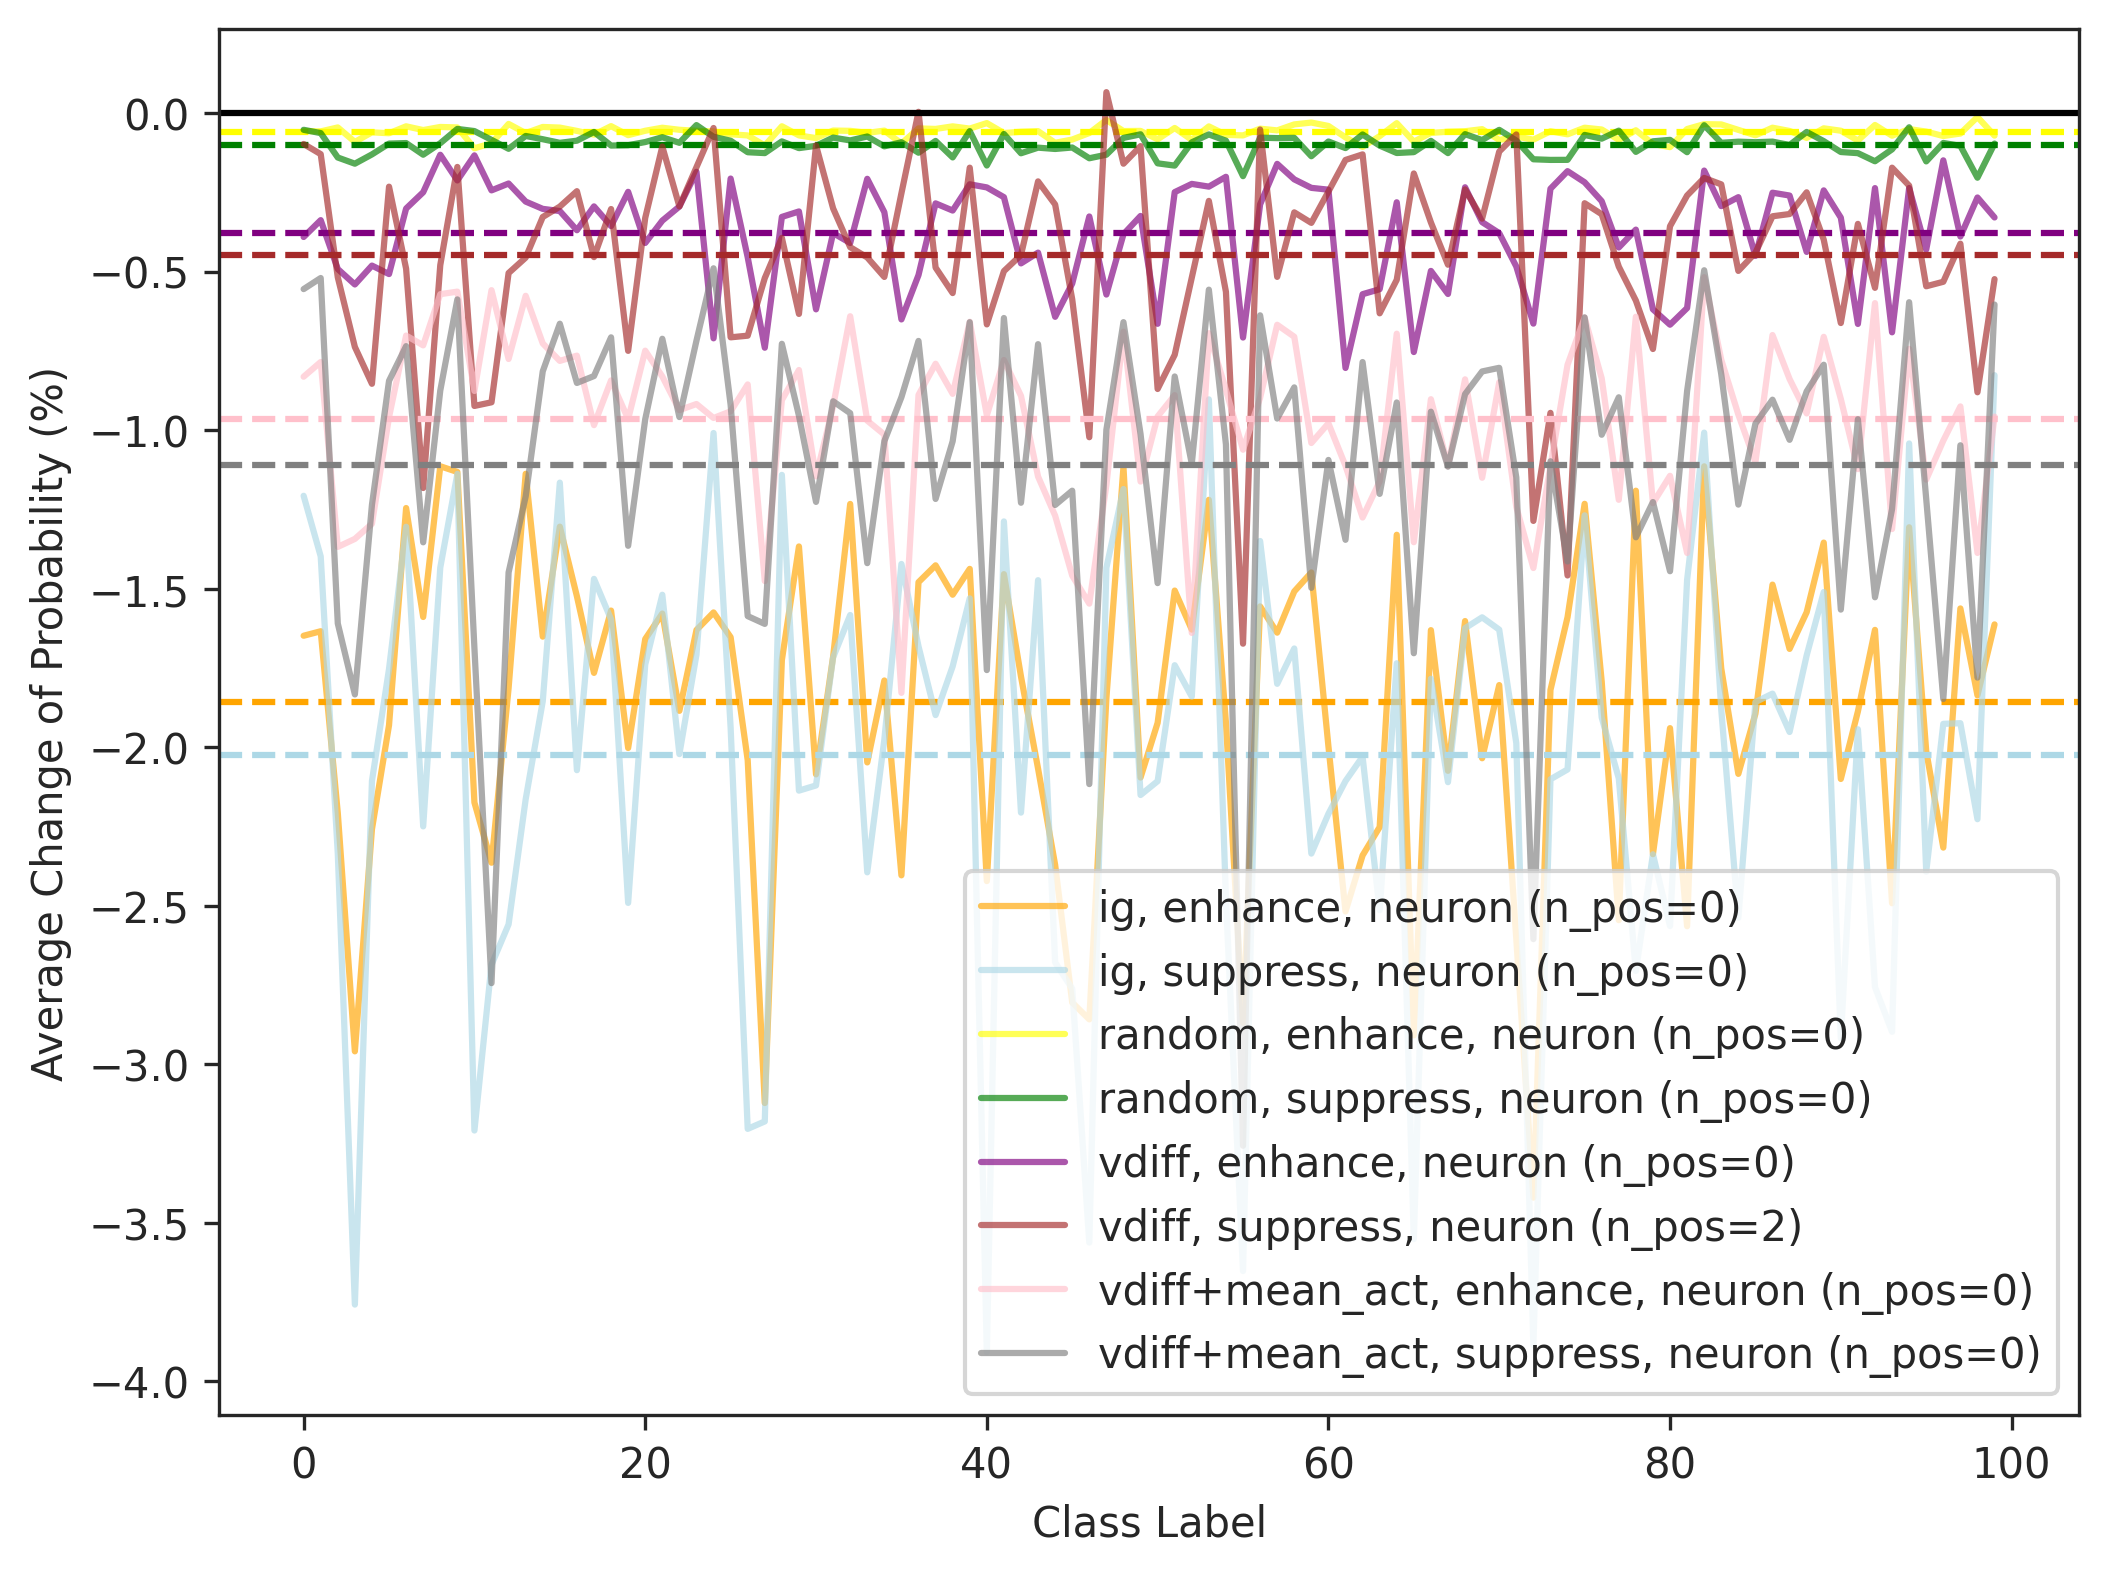 0.0
−0.5
−1.0
−1.5
−2.0
−2.5
−3.0
−3.5
−4.0
Average Change of Probability (%)
ig, enhance, neuron (n_pos=0)
ig, suppress, neuron (n_pos=0)
random, enhance, neuron (n_pos=0)
random, suppress, neuron (n_pos=0)
vdiff, enhance, neuron (n_pos=0)
vdiff, suppress, neuron (n_pos=2)
vdiff+mean_act, enhance, neuron (n_pos=0)
vdiff+mean_act, suppress, neuron (n_pos=0)
0 20 40 60 80 100
Class Label